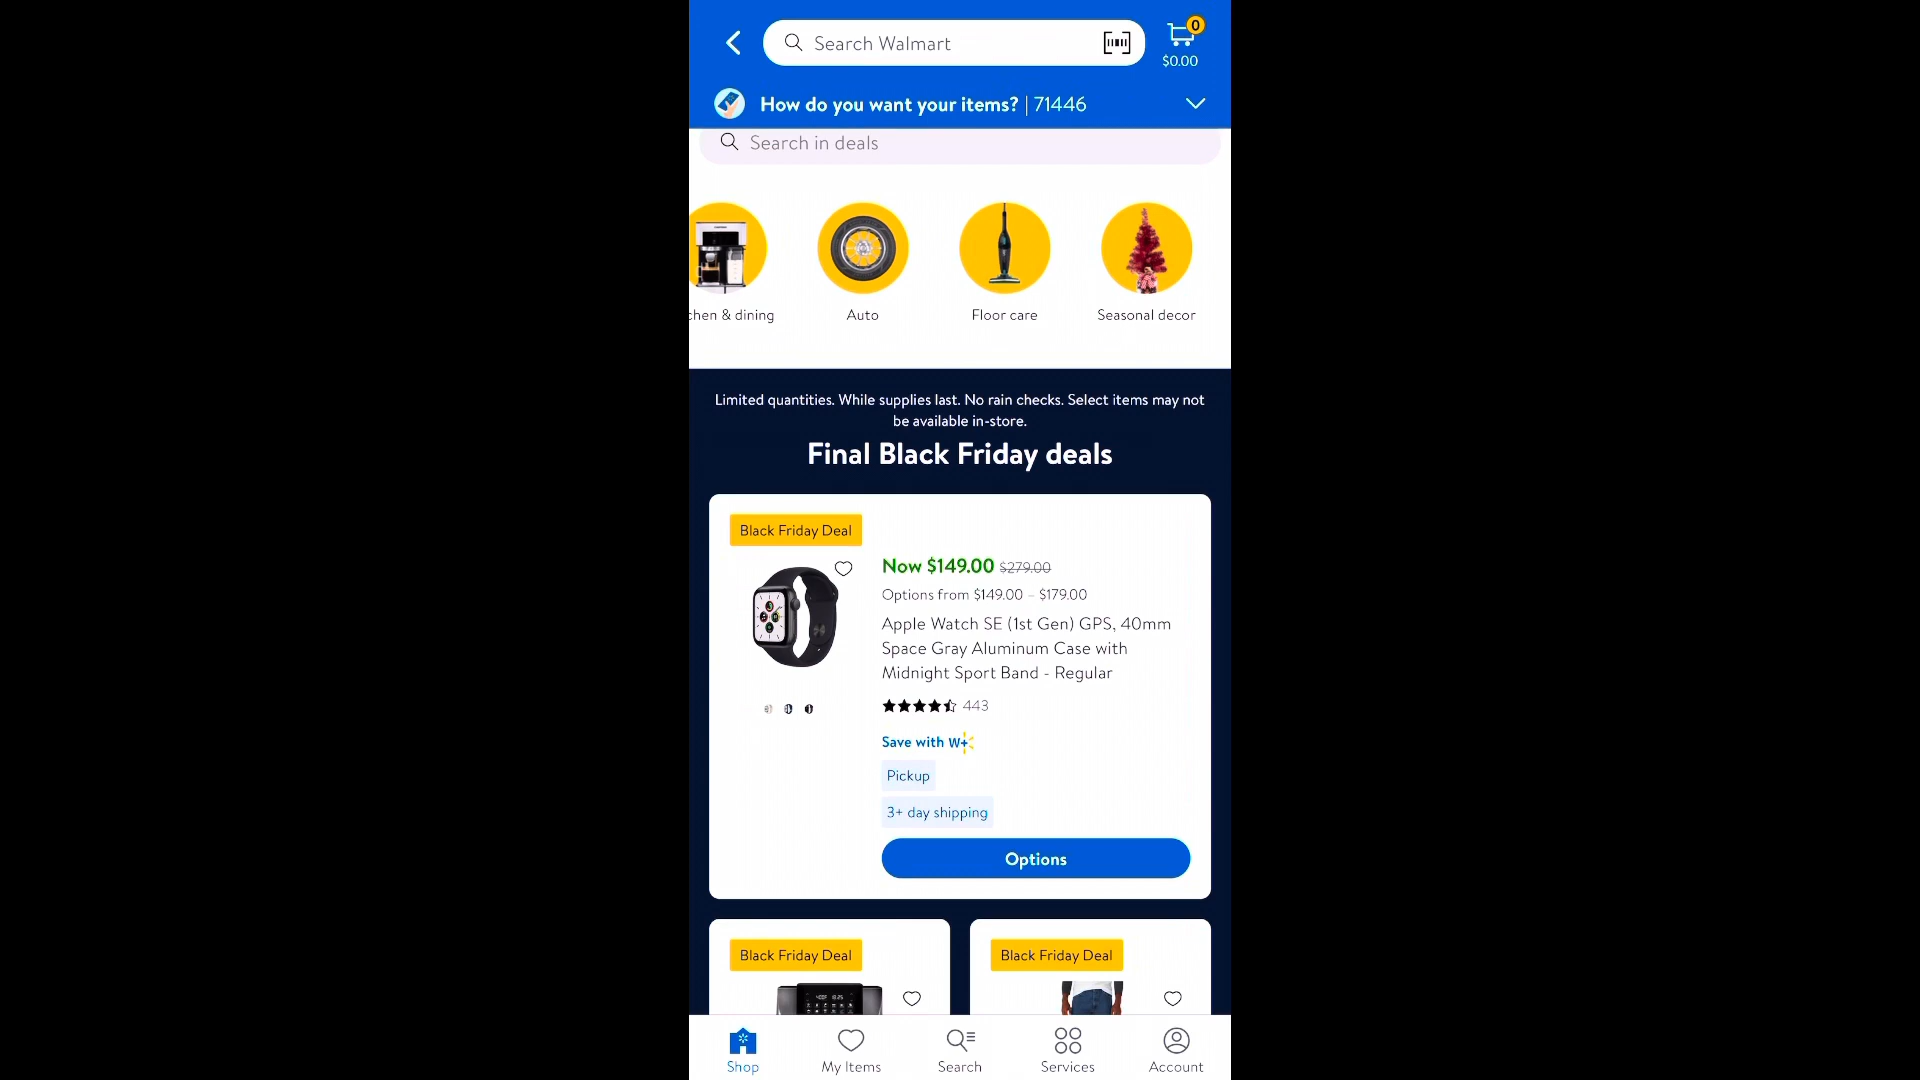 Search Walmart
0
$0.00
How do you want your items? | 71446
Search in deals
chen & dining
Auto
Floor care
Seasonal decor
Limited quantities. While supplies last. No rain checks. Select items may not
be available in-store.
Final Black Friday deals
Black Friday Deal
Now $149.00 $279.00
Options from $149.00 – $179.00
Apple Watch SE (1st Gen) GPS, 40mm
Space Gray Aluminum Case with
Midnight Sport Band - Regular
443
Save with W+
Pickup
3+ day shipping
Options
Black Friday Deal
Black Friday Deal
Shop
My Items
Search
Services
Account